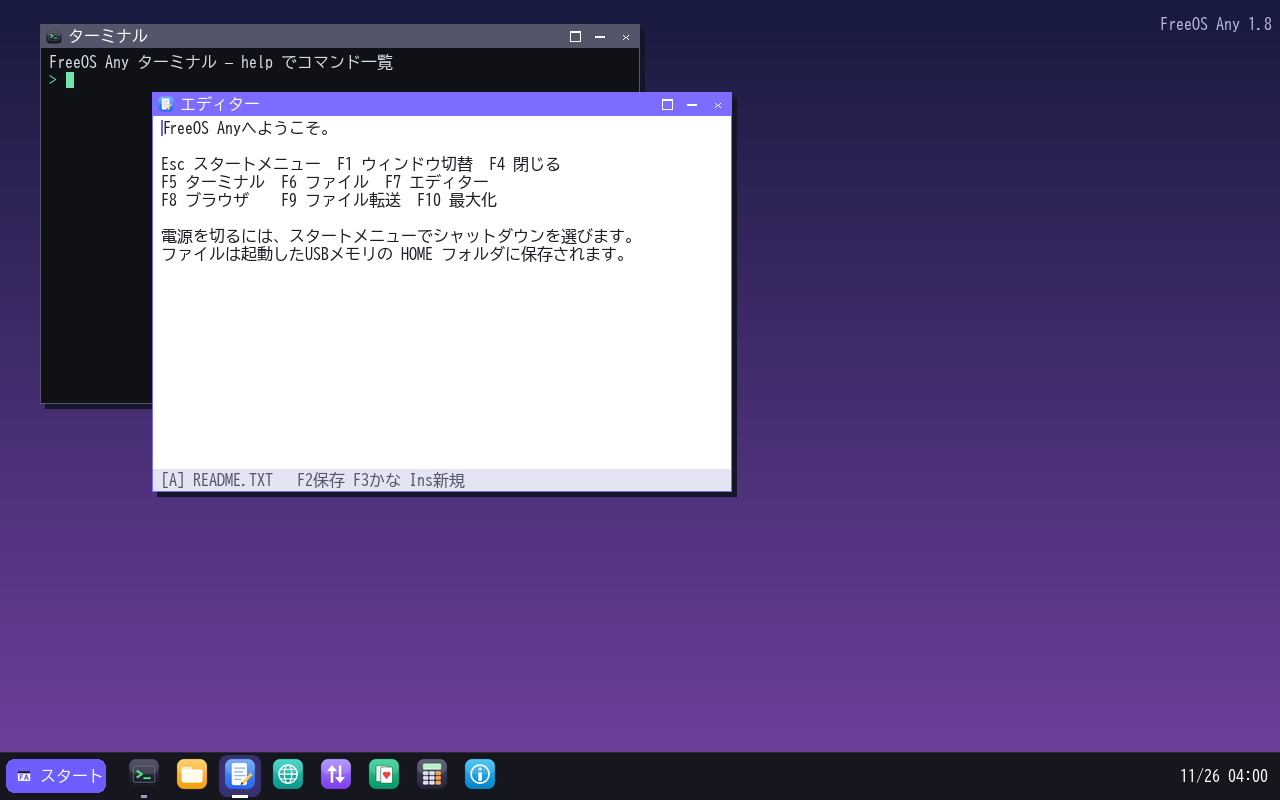 FreeOS Any 1.8
ターミナル
FreeOS Any ターミナル — help でコマンド一覧
>
エディター
FreeOS Anyへようこそ。
Esc スタートメニュー  F1 ウィンドウ切替  F4 閉じる
F5 ターミナル  F6 ファイル  F7 エディター
F8 ブラウザ    F9 ファイル転送  F10 最大化
電源を切るには、スタートメニューでシャットダウンを選びます。
ファイルは起動したUSBメモリの HOME フォルダに保存されます。
[A] README.TXT   F2保存 F3かな Ins新規
FA スタート
11/26 04:00